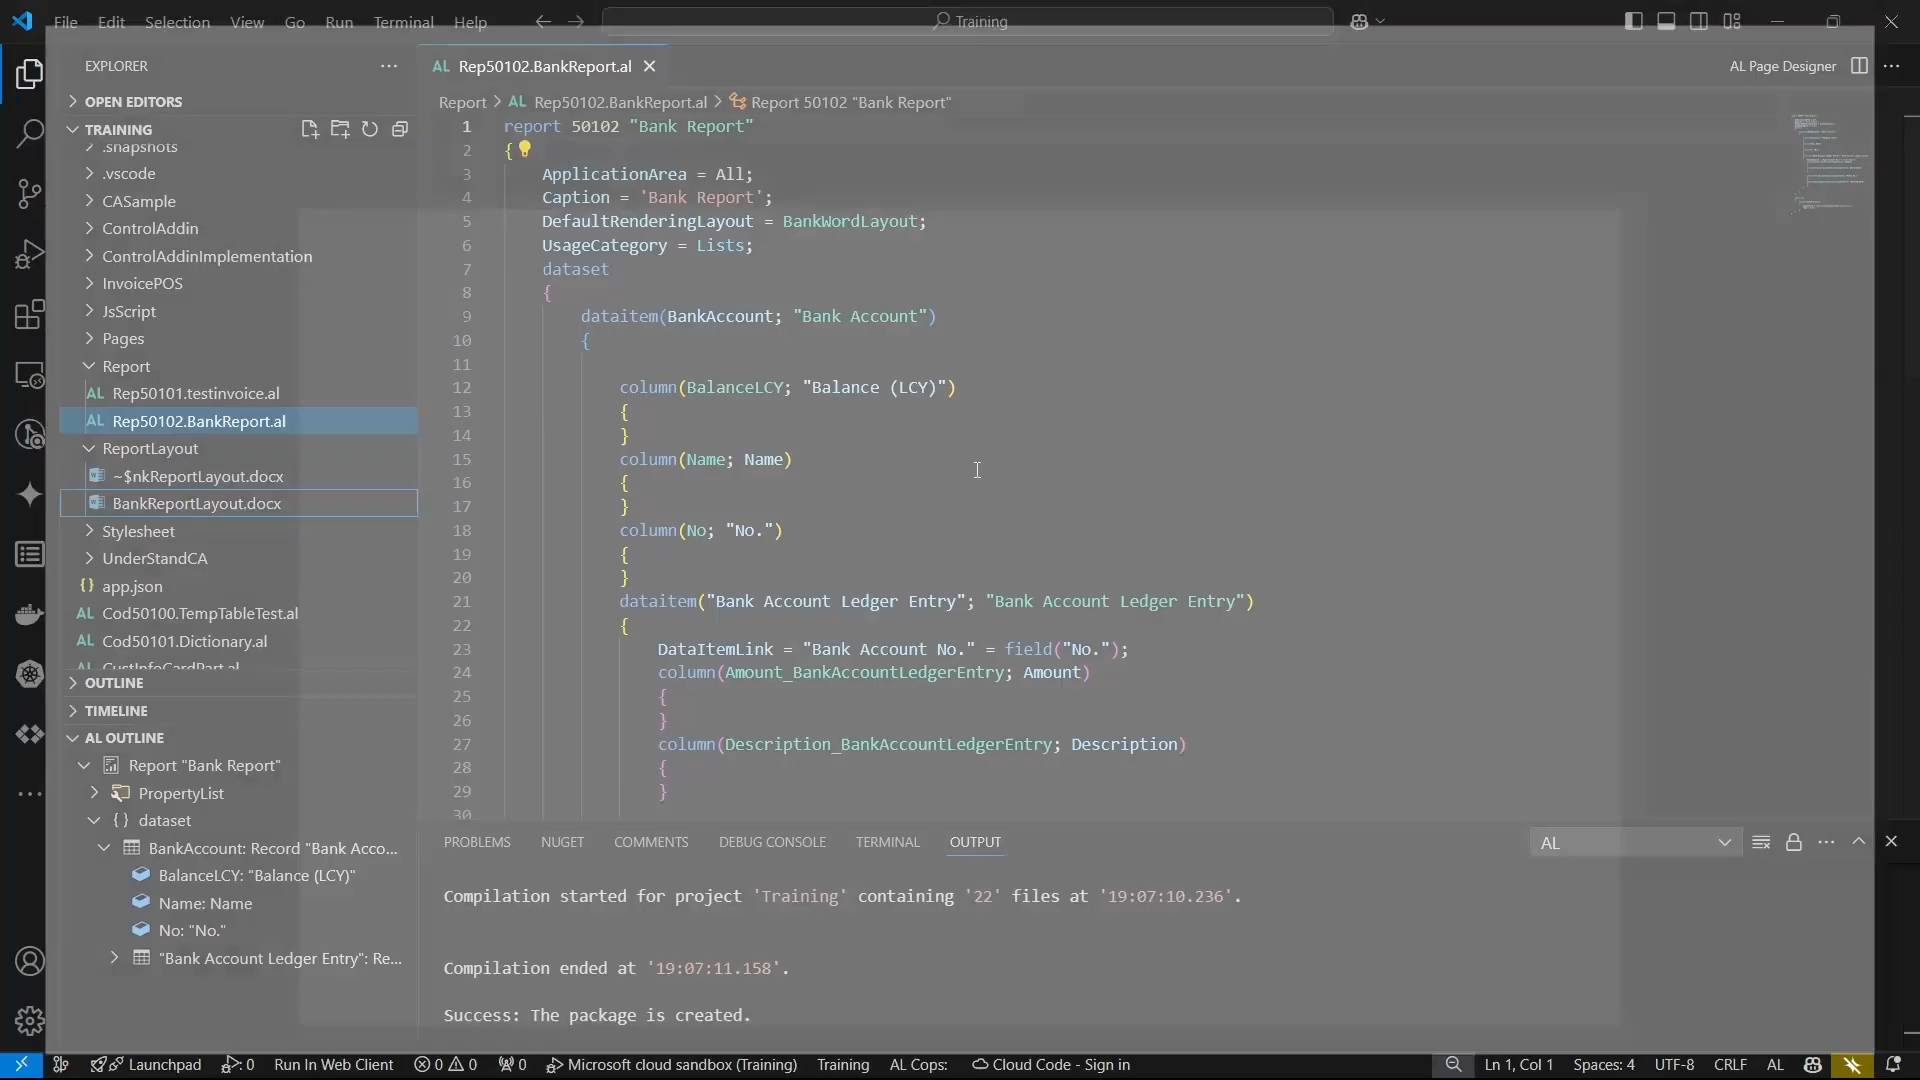 File Edit Selection View Go Run Terminal Help
Training
EXPLORER
OPEN EDITORS
TRAINING
.snapshots
.vscode
CASample
ControlAddin
ControlAddinImplementation
InvoicePOS
JsScript
Pages
Report
AL Rep50101.testinvoice.al
AL Rep50102.BankReport.al
ReportLayout
~$nkReportLayout.docx
BankReportLayout.docx
Stylesheet
UnderStandCA
{} app.json
AL Cod50100.TempTableTest.al
AL Cod50101.Dictionary.al
AL CustInfoCardPart.al
OUTLINE
TIMELINE
AL OUTLINE
Report "Bank Report"
PropertyList
{} dataset
BankAccount: Record "Bank Acco...
BalanceLCY: "Balance (LCY)"
Name: Name
No: "No."
"Bank Account Ledger Entry": Re...
AL Rep50102.BankReport.al
AL Page Designer
Report > AL Rep50102.BankReport.al > Report 50102 "Bank Report"
1 report 50102 "Bank Report"
2 {
3 ApplicationArea = All;
4 Caption = 'Bank Report';
5 DefaultRenderingLayout = BankWordLayout;
6 UsageCategory = Lists;
7 dataset
8 {
9 dataitem(BankAccount; "Bank Account")
10 {
11
12 column(BalanceLCY; "Balance (LCY)")
13 {
14 }
15 column(Name; Name)
16 {
17 }
18 column(No; "No.")
19 {
20 }
21 dataitem("Bank Account Ledger Entry"; "Bank Account Ledger Entry")
22 {
23 DataItemLink = "Bank Account No." = field("No.");
24 column(Amount_BankAccountLedgerEntry; Amount)
25 {
26 }
27 column(Description_BankAccountLedgerEntry; Description)
28 {
29 }
30
PROBLEMS NUGET COMMENTS DEBUG CONSOLE TERMINAL OUTPUT
AL
Compilation started for project 'Training' containing '22' files at '19:07:10.236'.
Compilation ended at '19:07:11.158'.
Success: The package is created.
Launchpad : 0 Run In Web Client 0 0 0 Microsoft cloud sandbox (Training) Training AL Cops: Cloud Code - Sign in
Ln 1, Col 1 Spaces: 4 UTF-8 CRLF AL